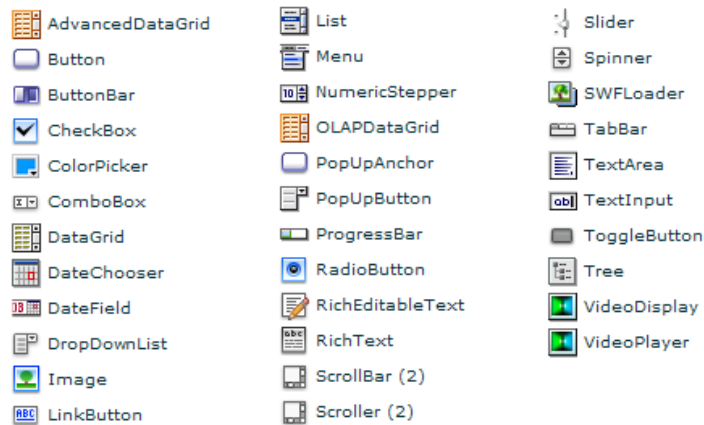 AdvancedDataGrid
Button
ButtonBar
CheckBox
ColorPicker
ComboBox
DataGrid
DateChooser
DateField
DropDownList
Image
LinkButton
List
Menu
NumericStepper
OLAPDataGrid
PopUpAnchor
PopUpButton
ProgressBar
RadioButton
RichEditableText
RichText
ScrollBar (2)
Scroller (2)
Slider
Spinner
SWFLoader
TabBar
TextArea
TextInput
ToggleButton
Tree
VideoDisplay
VideoPlayer